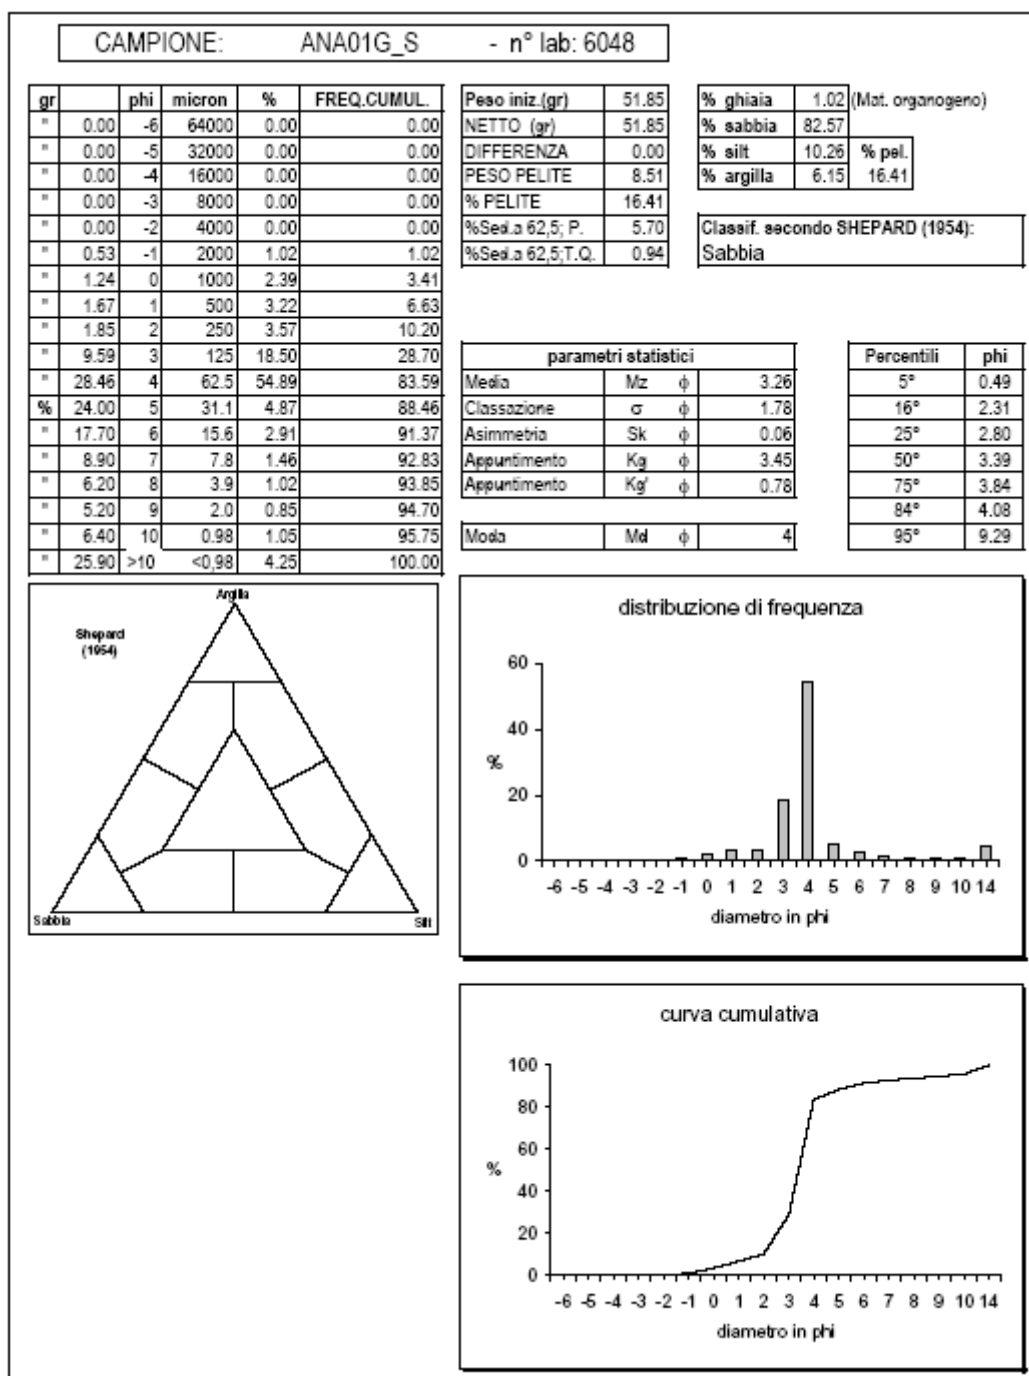 CAMPIONE: ANA01G_S - n° lab: 6048
gr phi micron % FREQ.CUMUL.
" 0.00 -6 64000 0.00 0.00
" 0.00 -5 32000 0.00 0.00
" 0.00 -4 16000 0.00 0.00
" 0.00 -3 8000 0.00 0.00
" 0.00 -2 4000 0.00 0.00
" 0.53 -1 2000 1.02 1.02
" 1.24 0 1000 2.39 3.41
" 1.67 1 500 3.22 6.63
" 1.85 2 250 3.57 10.20
" 9.59 3 125 18.50 28.70
" 28.46 4 62.5 54.89 83.59
% 24.00 5 31.1 4.87 88.46
" 17.70 6 15.6 2.91 91.37
" 8.90 7 7.8 1.46 92.83
" 6.20 8 3.9 1.02 93.85
" 5.20 9 2.0 0.85 94.70
" 6.40 10 0.98 1.05 95.75
" 25.90 >10 <0,98 4.25 100.00
Peso iniz.(gr) 51.85
NETTO (gr) 51.85
DIFFERENZA 0.00
PESO PELITE 8.51
% PELITE 16.41
%Sed.a 62,5; P. 5.70
%Sed.a 62,5;T.Q. 0.94
% ghiaia 1.02 (Mat. organogeno)
% sabbia 82.57
% silt 10.26 % pel.
% argilla 6.15 16.41
Classif. secondo SHEPARD (1954):
Sabbia
parametri statistici
Media Mz ϕ 3.26
Classazione σ ϕ 1.78
Asimmetria Sk ϕ 0.06
Appuntimento Kg ϕ 3.45
Appuntimento Kg' ϕ 0.78
Moda Md ϕ 4
Percentili phi
5° 0.49
16° 2.31
25° 2.80
50° 3.39
75° 3.84
84° 4.08
95° 9.29
Argilla
Shepard
(1954)
Sabbia Silt
distribuzione di frequenza
60
40
20
0
%
-6 -5 -4 -3 -2 -1 0 1 2 3 4 5 6 7 8 9 10 14
diametro in phi
curva cumulativa
100
80
60
40
20
0
%
-6 -5 -4 -3 -2 -1 0 1 2 3 4 5 6 7 8 9 10 14
diametro in phi